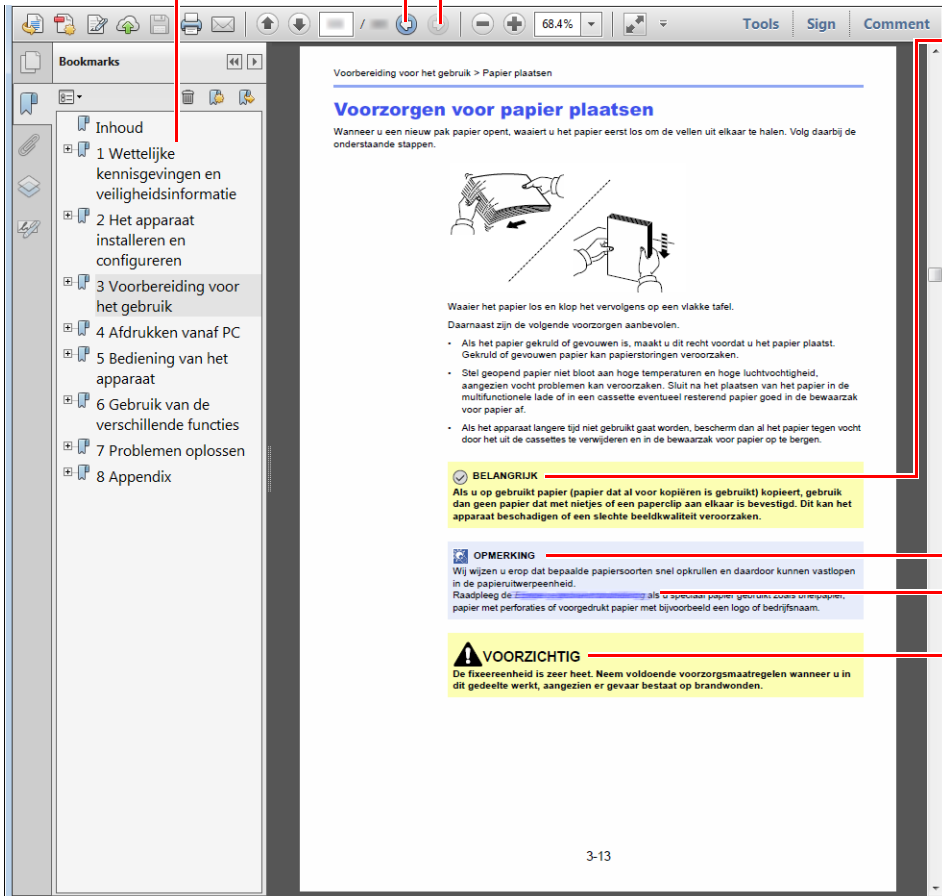 68.4%
Tools Sign Comment
Bookmarks
Inhoud
1 Wettelijke
kennisgevingen en
veiligheidsinformatie
2 Het apparaat
installeren en
configureren
3 Voorbereiding voor
het gebruik
4 Afdrukken vanaf PC
5 Bediening van het
apparaat
6 Gebruik van de
verschillende functies
7 Problemen oplossen
8 Appendix
Voorbereiding voor het gebruik > Papier plaatsen
Voorzorgen voor papier plaatsen
Wanneer u een nieuw pak papier opent, waaiert u het papier eerst los om de vellen uit elkaar te halen. Volg daarbij de
onderstaande stappen.
Waaier het papier los en klop het vervolgens op een vlakke tafel.
Daarnaast zijn de volgende voorzorgen aanbevolen.
• Als het papier gekruld of gevouwen is, maakt u dit recht voordat u het papier plaatst.
Gekruld of gevouwen papier kan papierstoringen veroorzaken.
• Stel geopend papier niet bloot aan hoge temperaturen en hoge luchtvochtigheid,
aangezien vocht problemen kan veroorzaken. Sluit na het plaatsen van het papier in de
multifunctionele lade of in een cassette eventueel resterend papier goed in de bewaarzak
voor papier af.
• Als het apparaat langere tijd niet gebruikt gaat worden, bescherm dan al het papier tegen vocht
door het uit de cassettes te verwijderen en in de bewaarzak voor papier op te bergen.
BELANGRIJK
Als u op gebruikt papier (papier dat al voor kopiëren is gebruikt) kopieert, gebruik
dan geen papier dat met nietjes of een paperclip aan elkaar is bevestigd. Dit kan het
apparaat beschadigen of een slechte beeldkwaliteit veroorzaken.
OPMERKING
Wij wijzen u erop dat bepaalde papiersoorten snel opkrullen en daardoor kunnen vastlopen
in de papieruitwerpeenheid.
Raadpleeg de als u speciaal papier gebruikt zoals briefpapier,
papier met perforaties of voorgedrukt papier met bijvoorbeeld een logo of bedrijfsnaam.
VOORZICHTIG
De fixeereenheid is zeer heet. Neem voldoende voorzorgsmaatregelen wanneer u in
dit gedeelte werkt, aangezien er gevaar bestaat op brandwonden.
3-13